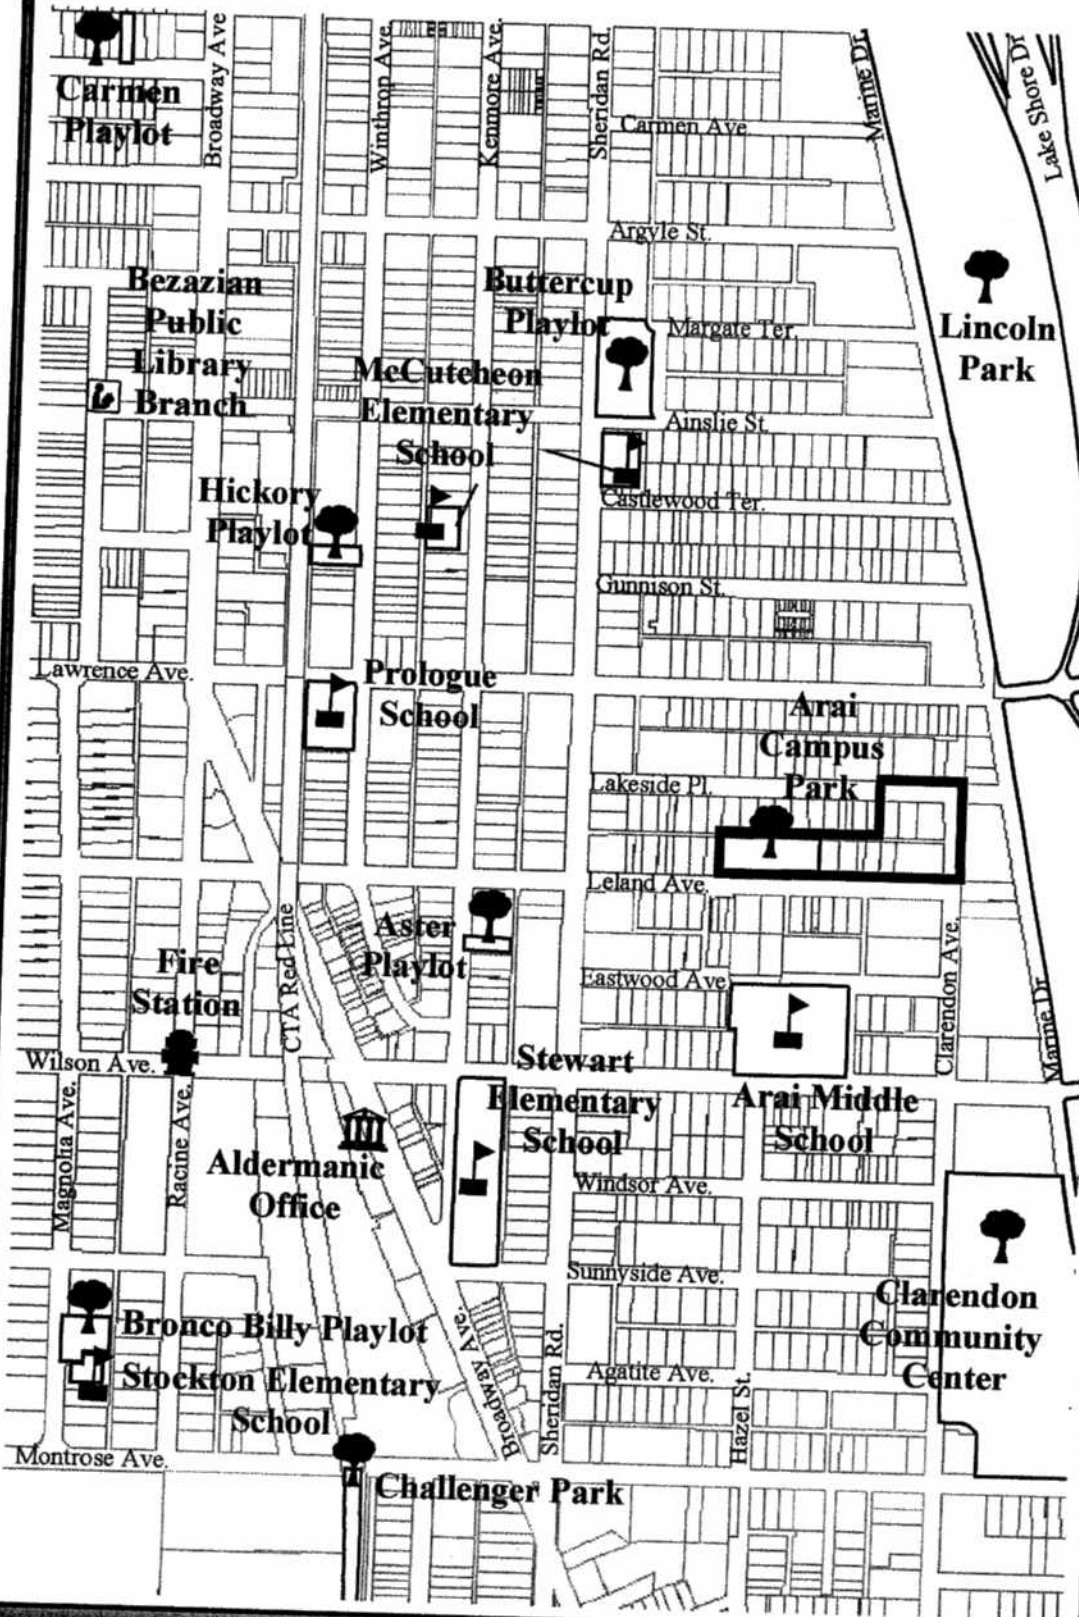 Carmen
Playlot
Broadway Ave
Winthrop Ave.
Kenmore Ave.
Sheridan Rd.
Marine Dr.
Lake Shore Dr
Carmen Ave
Argyle St.
Lincoln
Park
Bezazian
Public
Library
Branch
Buttercup
Playlot
Margate Ter.
McCutcheon
Elementary
School
Ainslie St.
Castlewood Ter.
Hickory
Playlot
Gunnison St.
Lawrence Ave.
Prologue
School
Arai
Campus
Park
Lakeside Pl.
Leland Ave.
Aster
Playlot
CTA Red Line
Fire
Station
Eastwood Ave
Clarendon Ave.
Marine Dr
Wilson Ave.
Magnolia Ave.
Racine Ave.
Stewart
Elementary
School
Arai Middle
School
Aldermanic
Office
Windsor Ave.
Sunnyside Ave.
Clarendon
Community
Center
Bronco Billy Playlot
Stockton Elementary
School
Broadway Ave.
Sheridan Rd.
Agatite Ave.
Hazel St.
Montrose Ave.
Challenger Park